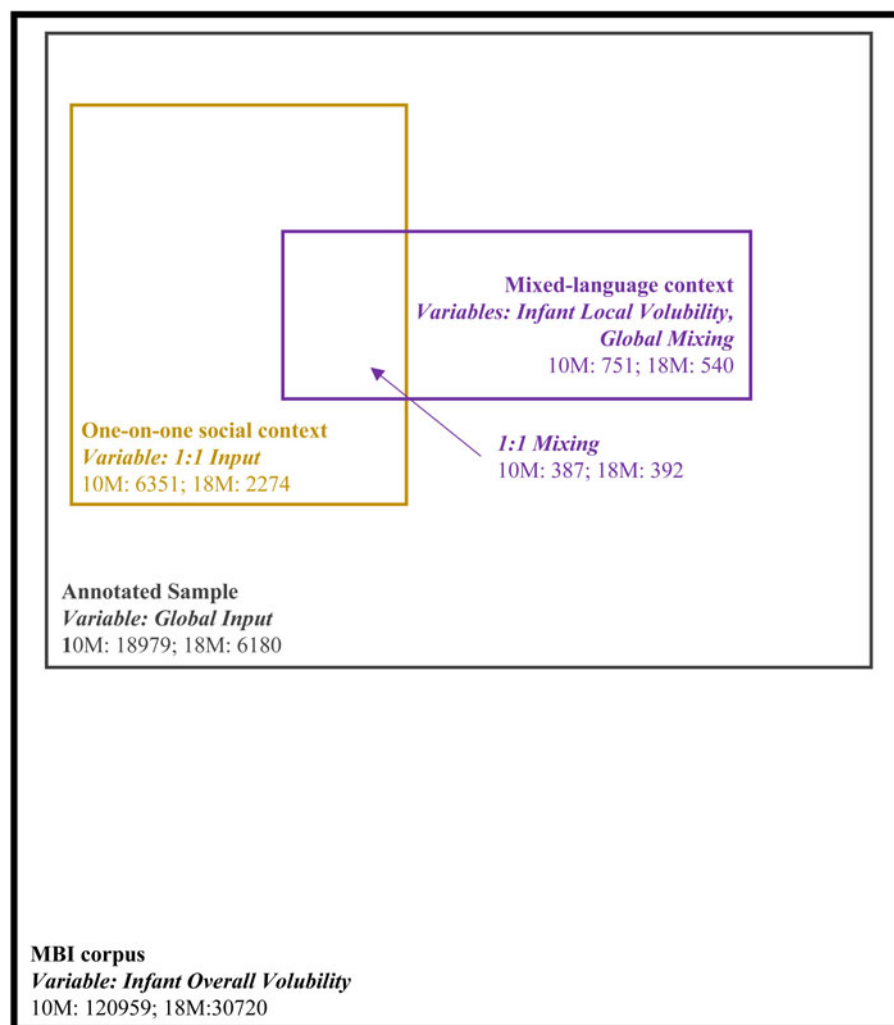 Mixed-language context
Variables: Infant Local Volubility,
Global Mixing
10M: 751; 18M: 540
One-on-one social context
Variable: 1:1 Input
10M: 6351; 18M: 2274
1:1 Mixing
10M: 387; 18M: 392
Annotated Sample
Variable: Global Input
10M: 18979; 18M: 6180
MBI corpus
Variable: Infant Overall Volubility
10M: 120959; 18M:30720